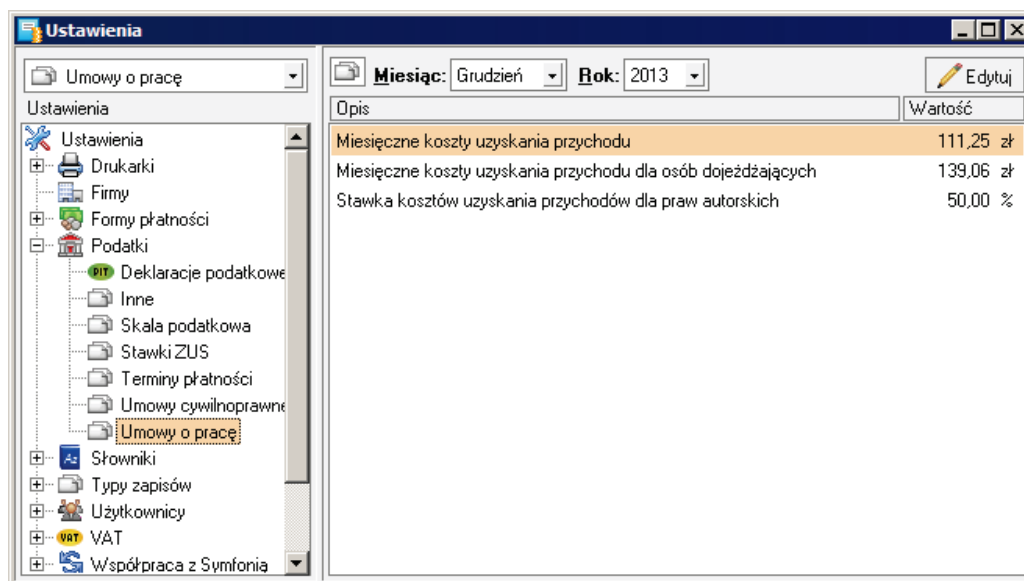 Ustawienia
Umowy o pracę
Miesiąc: Grudzień Rok: 2013 Edytuj
Ustawienia
Opis Wartość
Ustawienia
Drukarki
Firmy
Formy płatności
Podatki
PIT Deklaracje podatkowe
Inne
Skala podatkowa
Stawki ZUS
Terminy płatności
Umowy cywilnoprawne
Umowy o pracę
Az Słowniki
Typy zapisów
Użytkownicy
VAT VAT
Współpraca z Symfonią
Miesięczne koszty uzyskania przychodu 111,25 zł
Miesięczne koszty uzyskania przychodu dla osób dojeżdżających 139,06 zł
Stawka kosztów uzyskania przychodów dla praw autorskich 50,00 %